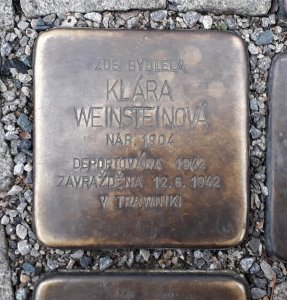 ZDE BYDLELA
KLÁRA
WEINSTEINOVÁ
NAR. 1904
DEPORTOVÁNA 1942
ZAVRAŽDĚNA 12.6.1942
V TRAWNIKI